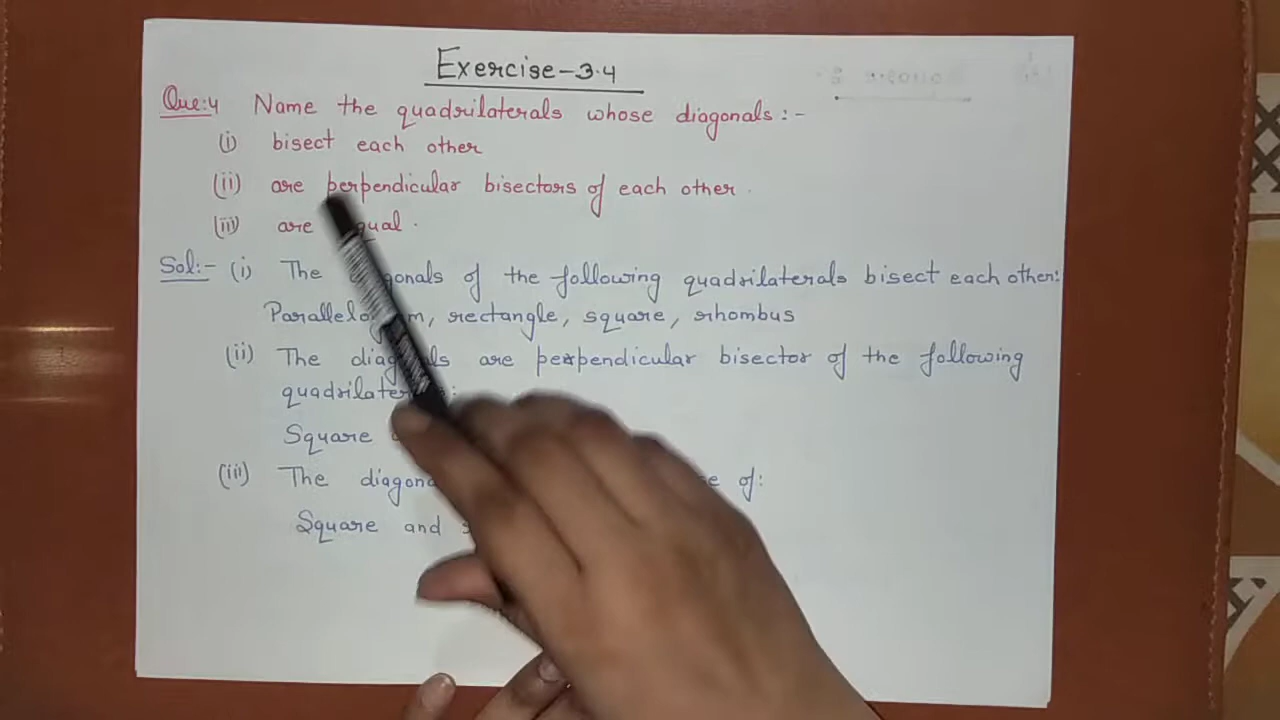 Exercise-3.4
Que:4 Name the quadrilaterals whose diagonals :-
(i) bisect each other
(ii) are perpendicular bisectors of each other.
(iii) are
Sol:- (i) The of the following quadrilaterals bisect each other:
rectangle, square, rhombus
(ii) The are perpendicular bisector of the following
Square
(iii) The of:
Square and